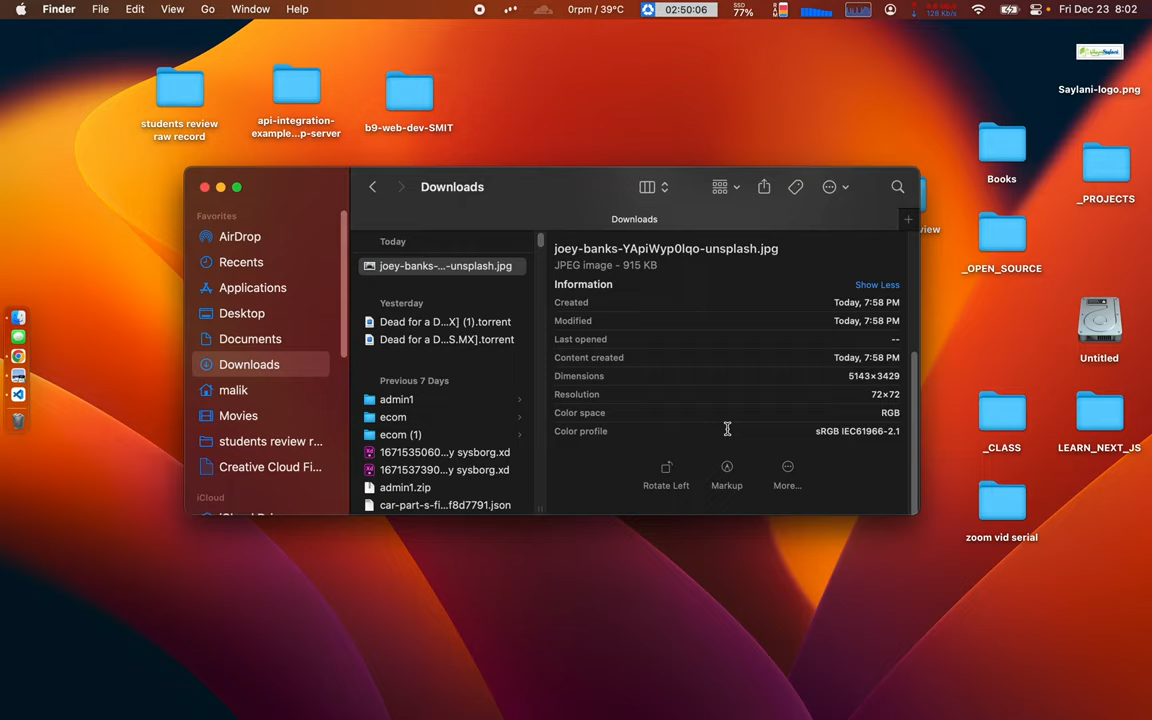 Finder File Edit View Go Window Help 0rpm / 39°C 02:50:06 SSD 77% 128 Kb/s Fri Dec 23 8:02
Saylani-logo.png
students review
raw record
api-integration-
example...p-server
b9-web-dev-SMIT
Books
_PROJECTS
view
_OPEN_SOURCE
Untitled
_CLASS
LEARN_NEXT_JS
zoom vid serial
Downloads
Downloads
Favorites
AirDrop
Recents
Applications
Desktop
Documents
Downloads
malik
Movies
students review r...
Creative Cloud Fi...
iCloud
Today
joey-banks-...-unsplash.jpg
Yesterday
Dead for a D...X] (1).torrent
Dead for a D...S.MX].torrent
Previous 7 Days
admin1
ecom
ecom (1)
1671535060...y sysborg.xd
1671537390...y sysborg.xd
admin1.zip
car-part-s-fi...f8d7791.json
joey-banks-YApiWyp0lqo-unsplash.jpg
JPEG image - 915 KB
Information Show Less
Created Today, 7:58 PM
Modified Today, 7:58 PM
Last opened --
Content created Today, 7:58 PM
Dimensions 5143×3429
Resolution 72×72
Color space RGB
Color profile sRGB IEC61966-2.1
Rotate Left Markup More...